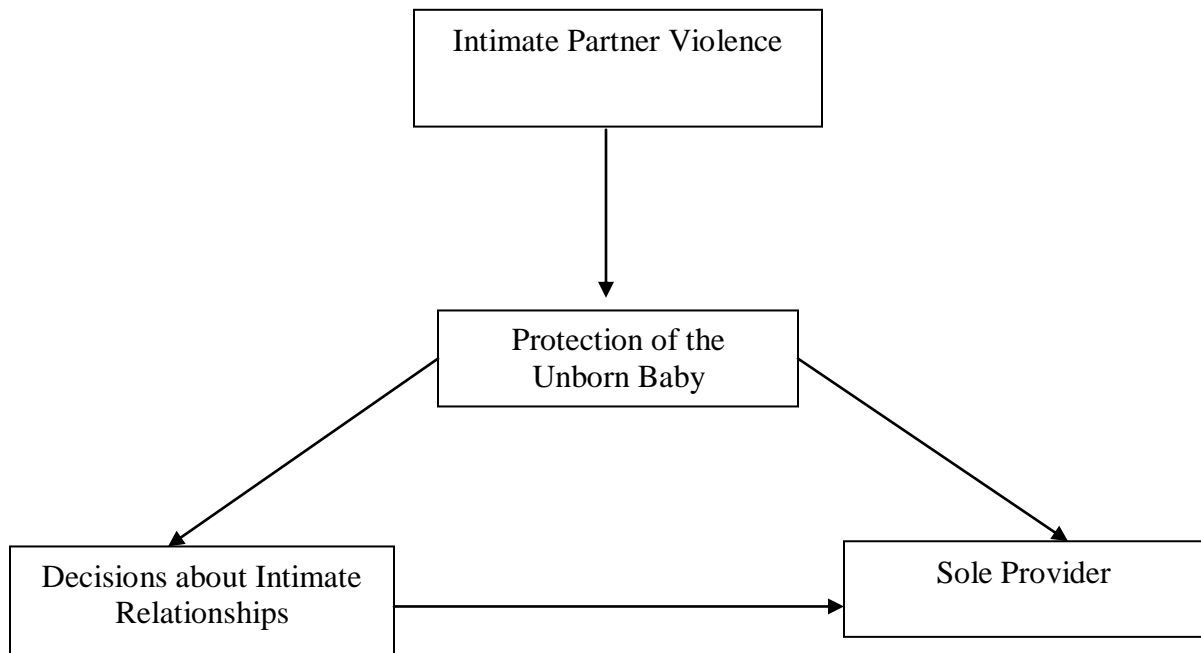 Intimate Partner Violence
Protection of the
Unborn Baby
Decisions about Intimate
Relationships
Sole Provider